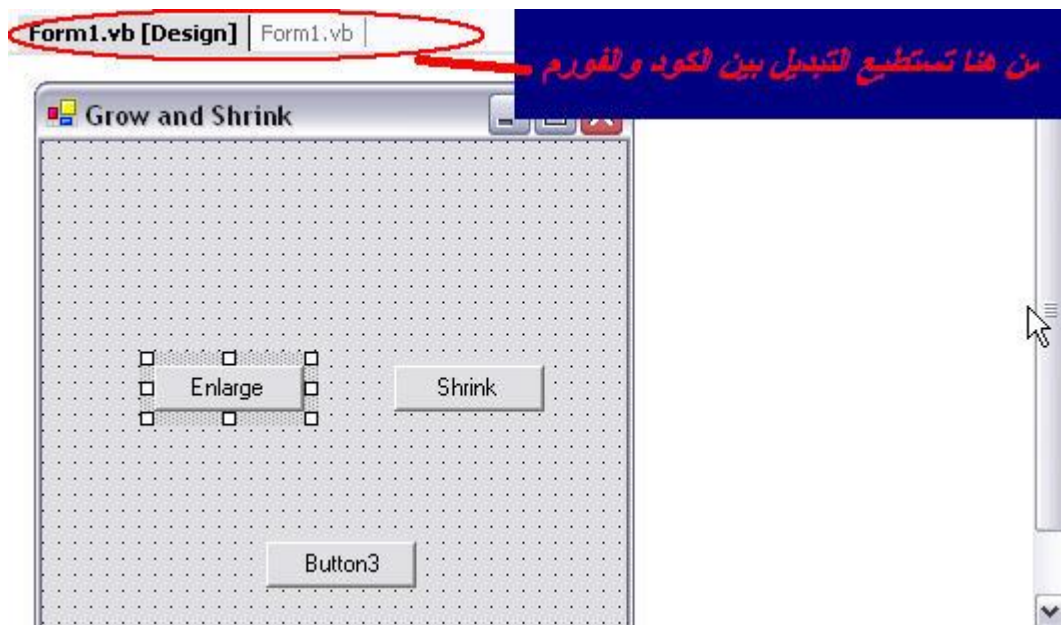 Form1.vb [Design] Form1.vb
من هنا تستطيع التبديل بين الكود والفورم
Grow and Shrink
Enlarge
Shrink
Button3